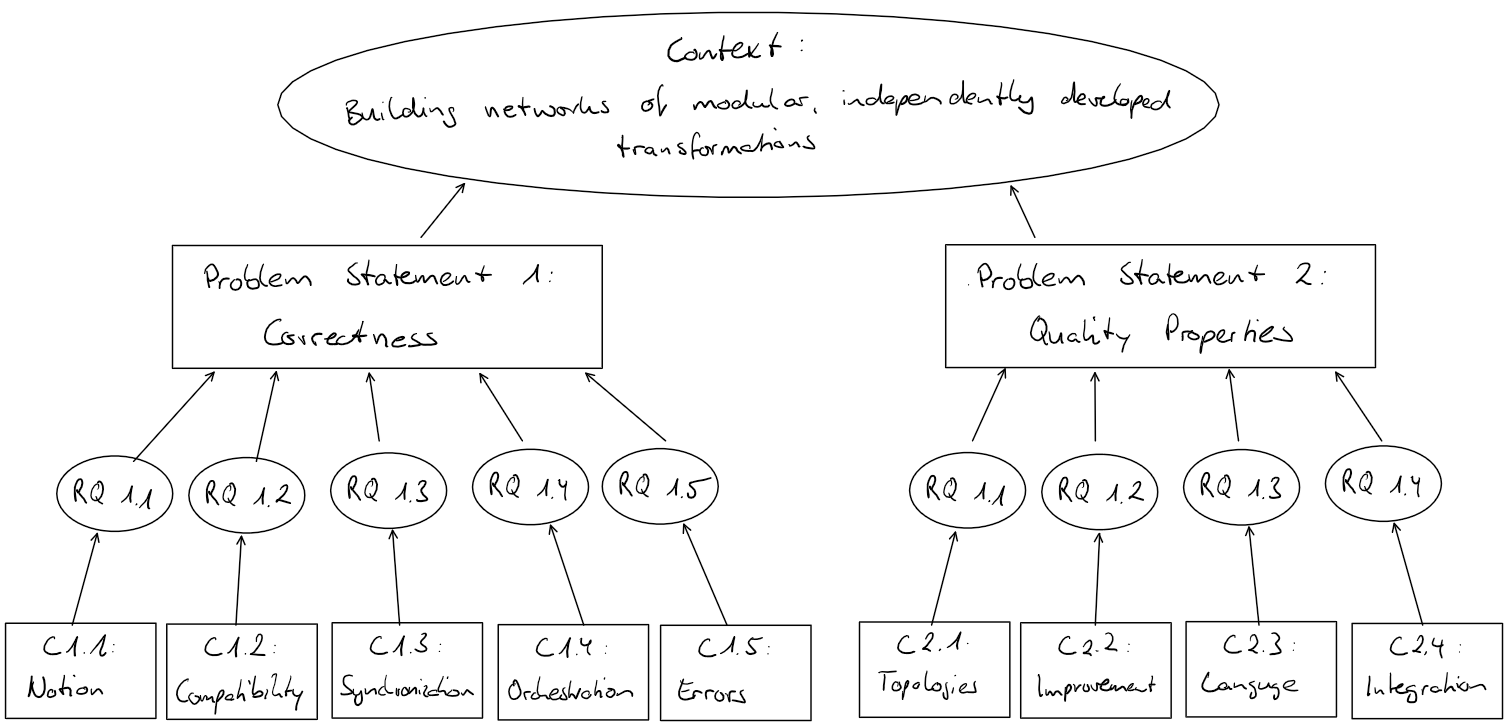 Context:
Building networks of modular, independently developed
transformations
Problem Statement 1:
Correctness
Problem Statement 2:
Quality Properties
RQ 1.1
RQ 1.2
RQ 1.3
RQ 1.4
RQ 1.5
RQ 1.1
RQ 1.2
RQ 1.3
RQ 1.4
C1.1:
Notion
C1.2:
Compatibility
C1.3:
Synchronization
C1.4:
Orchestration
C1.5:
Errors
C2.1:
Topologies
C2.2:
Improvement
C2.3:
Languge
C2.4:
Integration